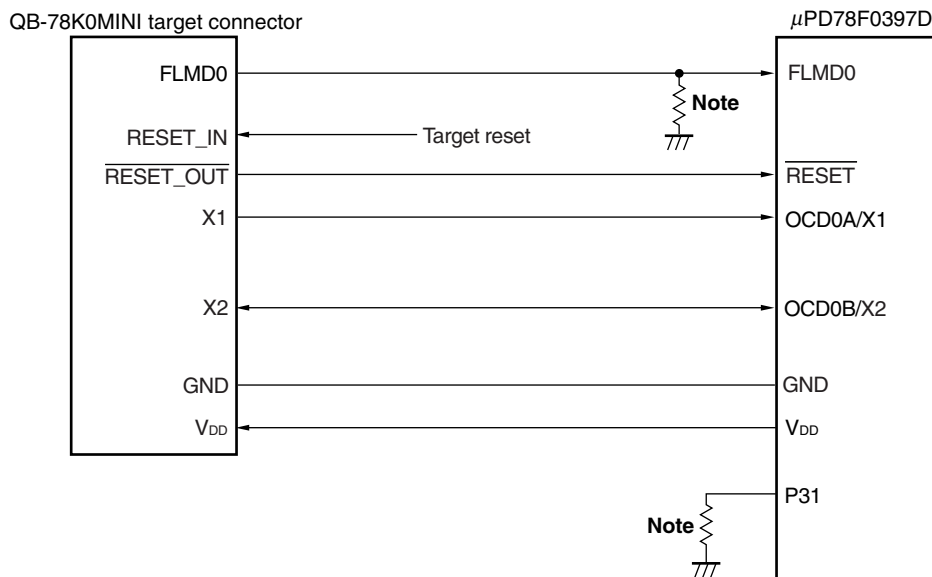 QB-78K0MINI target connector
μPD78F0397D
FLMD0
FLMD0
Note
RESET_IN
Target reset
RESET_OUT
RESET
X1
OCD0A/X1
X2
OCD0B/X2
GND
GND
VDD
VDD
P31
Note